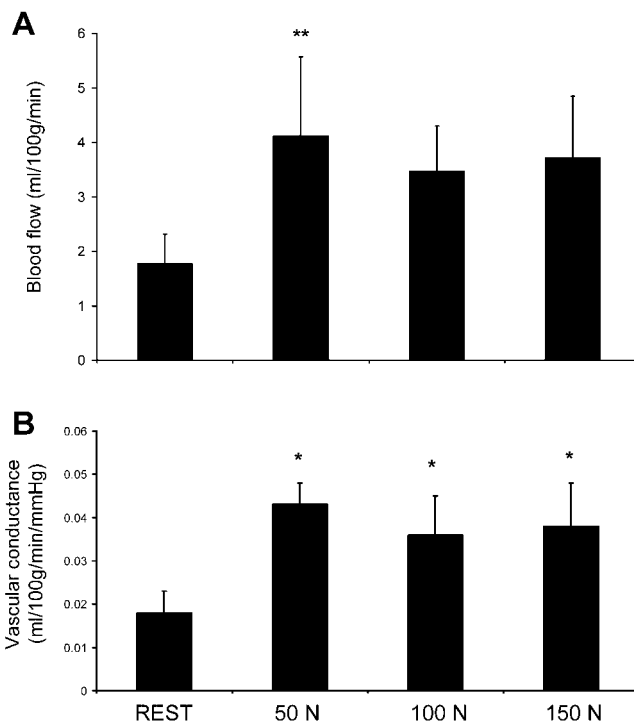 A
Blood flow (ml/100g/min)
6
5
4
3
2
1
0
**
B
Vascular conductance
(ml/100g/min/mmHg)
0.06
0.05
0.04
0.03
0.02
0.01
0
*
*
*
REST
50 N
100 N
150 N